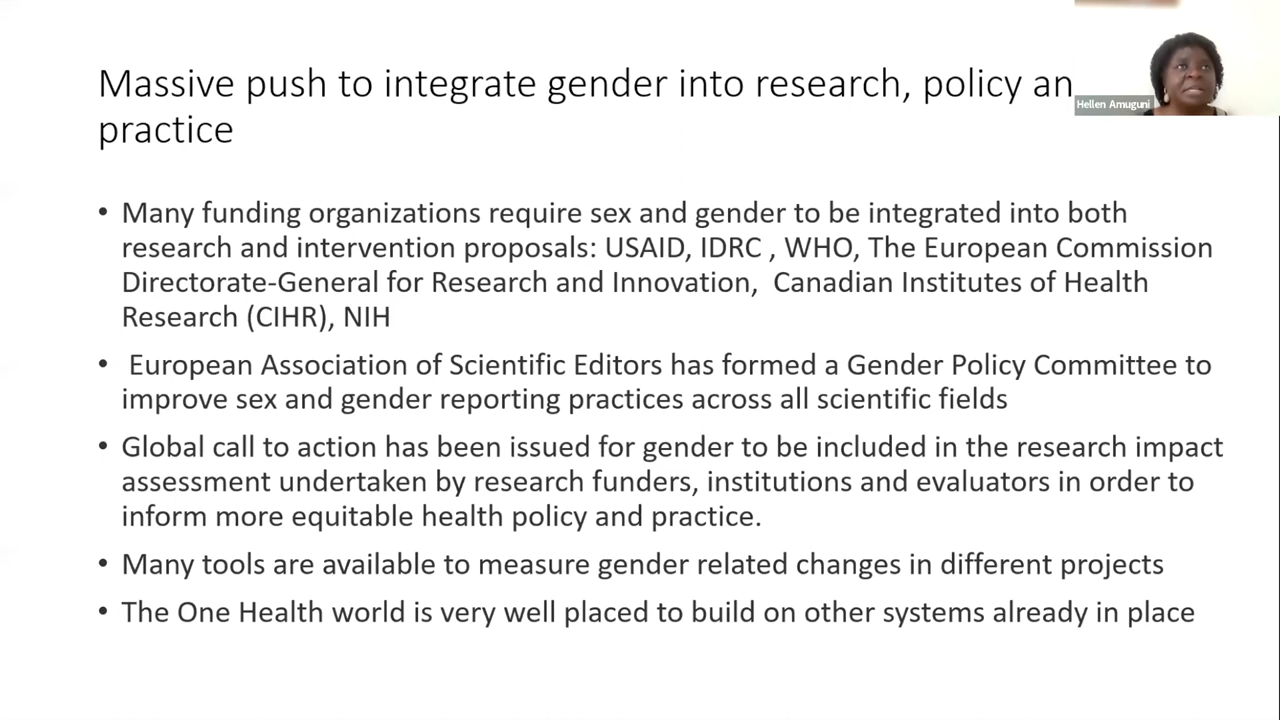 Massive push to integrate gender into research, policy an
practice
Hellen Amuguni
• Many funding organizations require sex and gender to be integrated into both
research and intervention proposals: USAID, IDRC , WHO, The European Commission
Directorate-General for Research and Innovation,  Canadian Institutes of Health
Research (CIHR), NIH
• European Association of Scientific Editors has formed a Gender Policy Committee to
improve sex and gender reporting practices across all scientific fields
• Global call to action has been issued for gender to be included in the research impact
assessment undertaken by research funders, institutions and evaluators in order to
inform more equitable health policy and practice.
• Many tools are available to measure gender related changes in different projects
• The One Health world is very well placed to build on other systems already in place